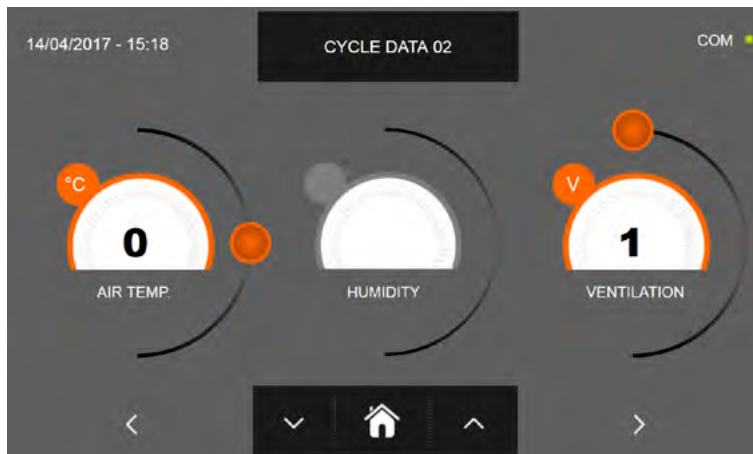 14/04/2017 - 15:18
CYCLE DATA 02
COM
°C
0
AIR TEMP.
HUMIDITY
V
1
VENTILATION